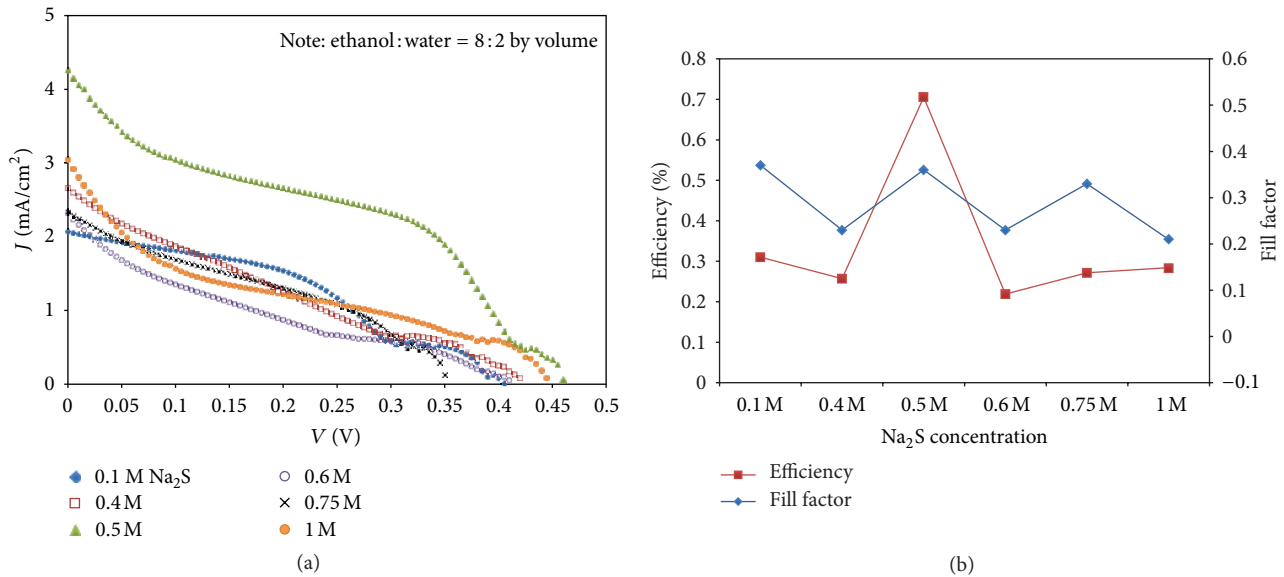 5
4
3
2
1
0
J (mA/cm²)
Note: ethanol : water = 8 : 2 by volume
0 0.05 0.1 0.15 0.2 0.25 0.3 0.35 0.4 0.45 0.5
V (V)
0.1 M Na₂S
0.4 M
0.5 M
0.6 M
0.75 M
1 M
(a)
0.8
0.7
0.6
0.5
0.4
0.3
0.2
0.1
0
Efficiency (%)
0.6
0.5
0.4
0.3
0.2
0.1
0
−0.1
Fill factor
0.1 M 0.4 M 0.5 M 0.6 M 0.75 M 1 M
Na₂S concentration
Efficiency
Fill factor
(b)